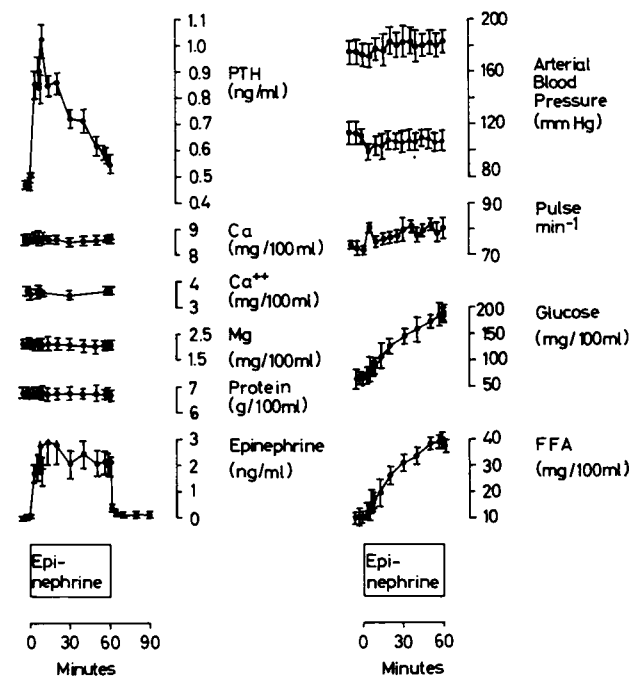 1.1
1.0
0.9
0.8
0.7
0.6
0.5
0.4
PTH
(ng/ml)
9
8
Ca
(mg/100ml)
4
3
Ca++
(mg/100ml)
2.5
1.5
Mg
(mg/100ml)
7
6
Protein
(g/100ml)
3
2
1
0
Epinephrine
(ng/ml)
Epi-
nephrine
0 30 60 90
Minutes
200
160
120
80
Arterial
Blood
Pressure
(mm Hg)
90
70
Pulse
min-1
200
150
100
50
Glucose
(mg/100ml)
40
30
20
10
FFA
(mg/100ml)
Epi-
nephrine
0 30 60
Minutes